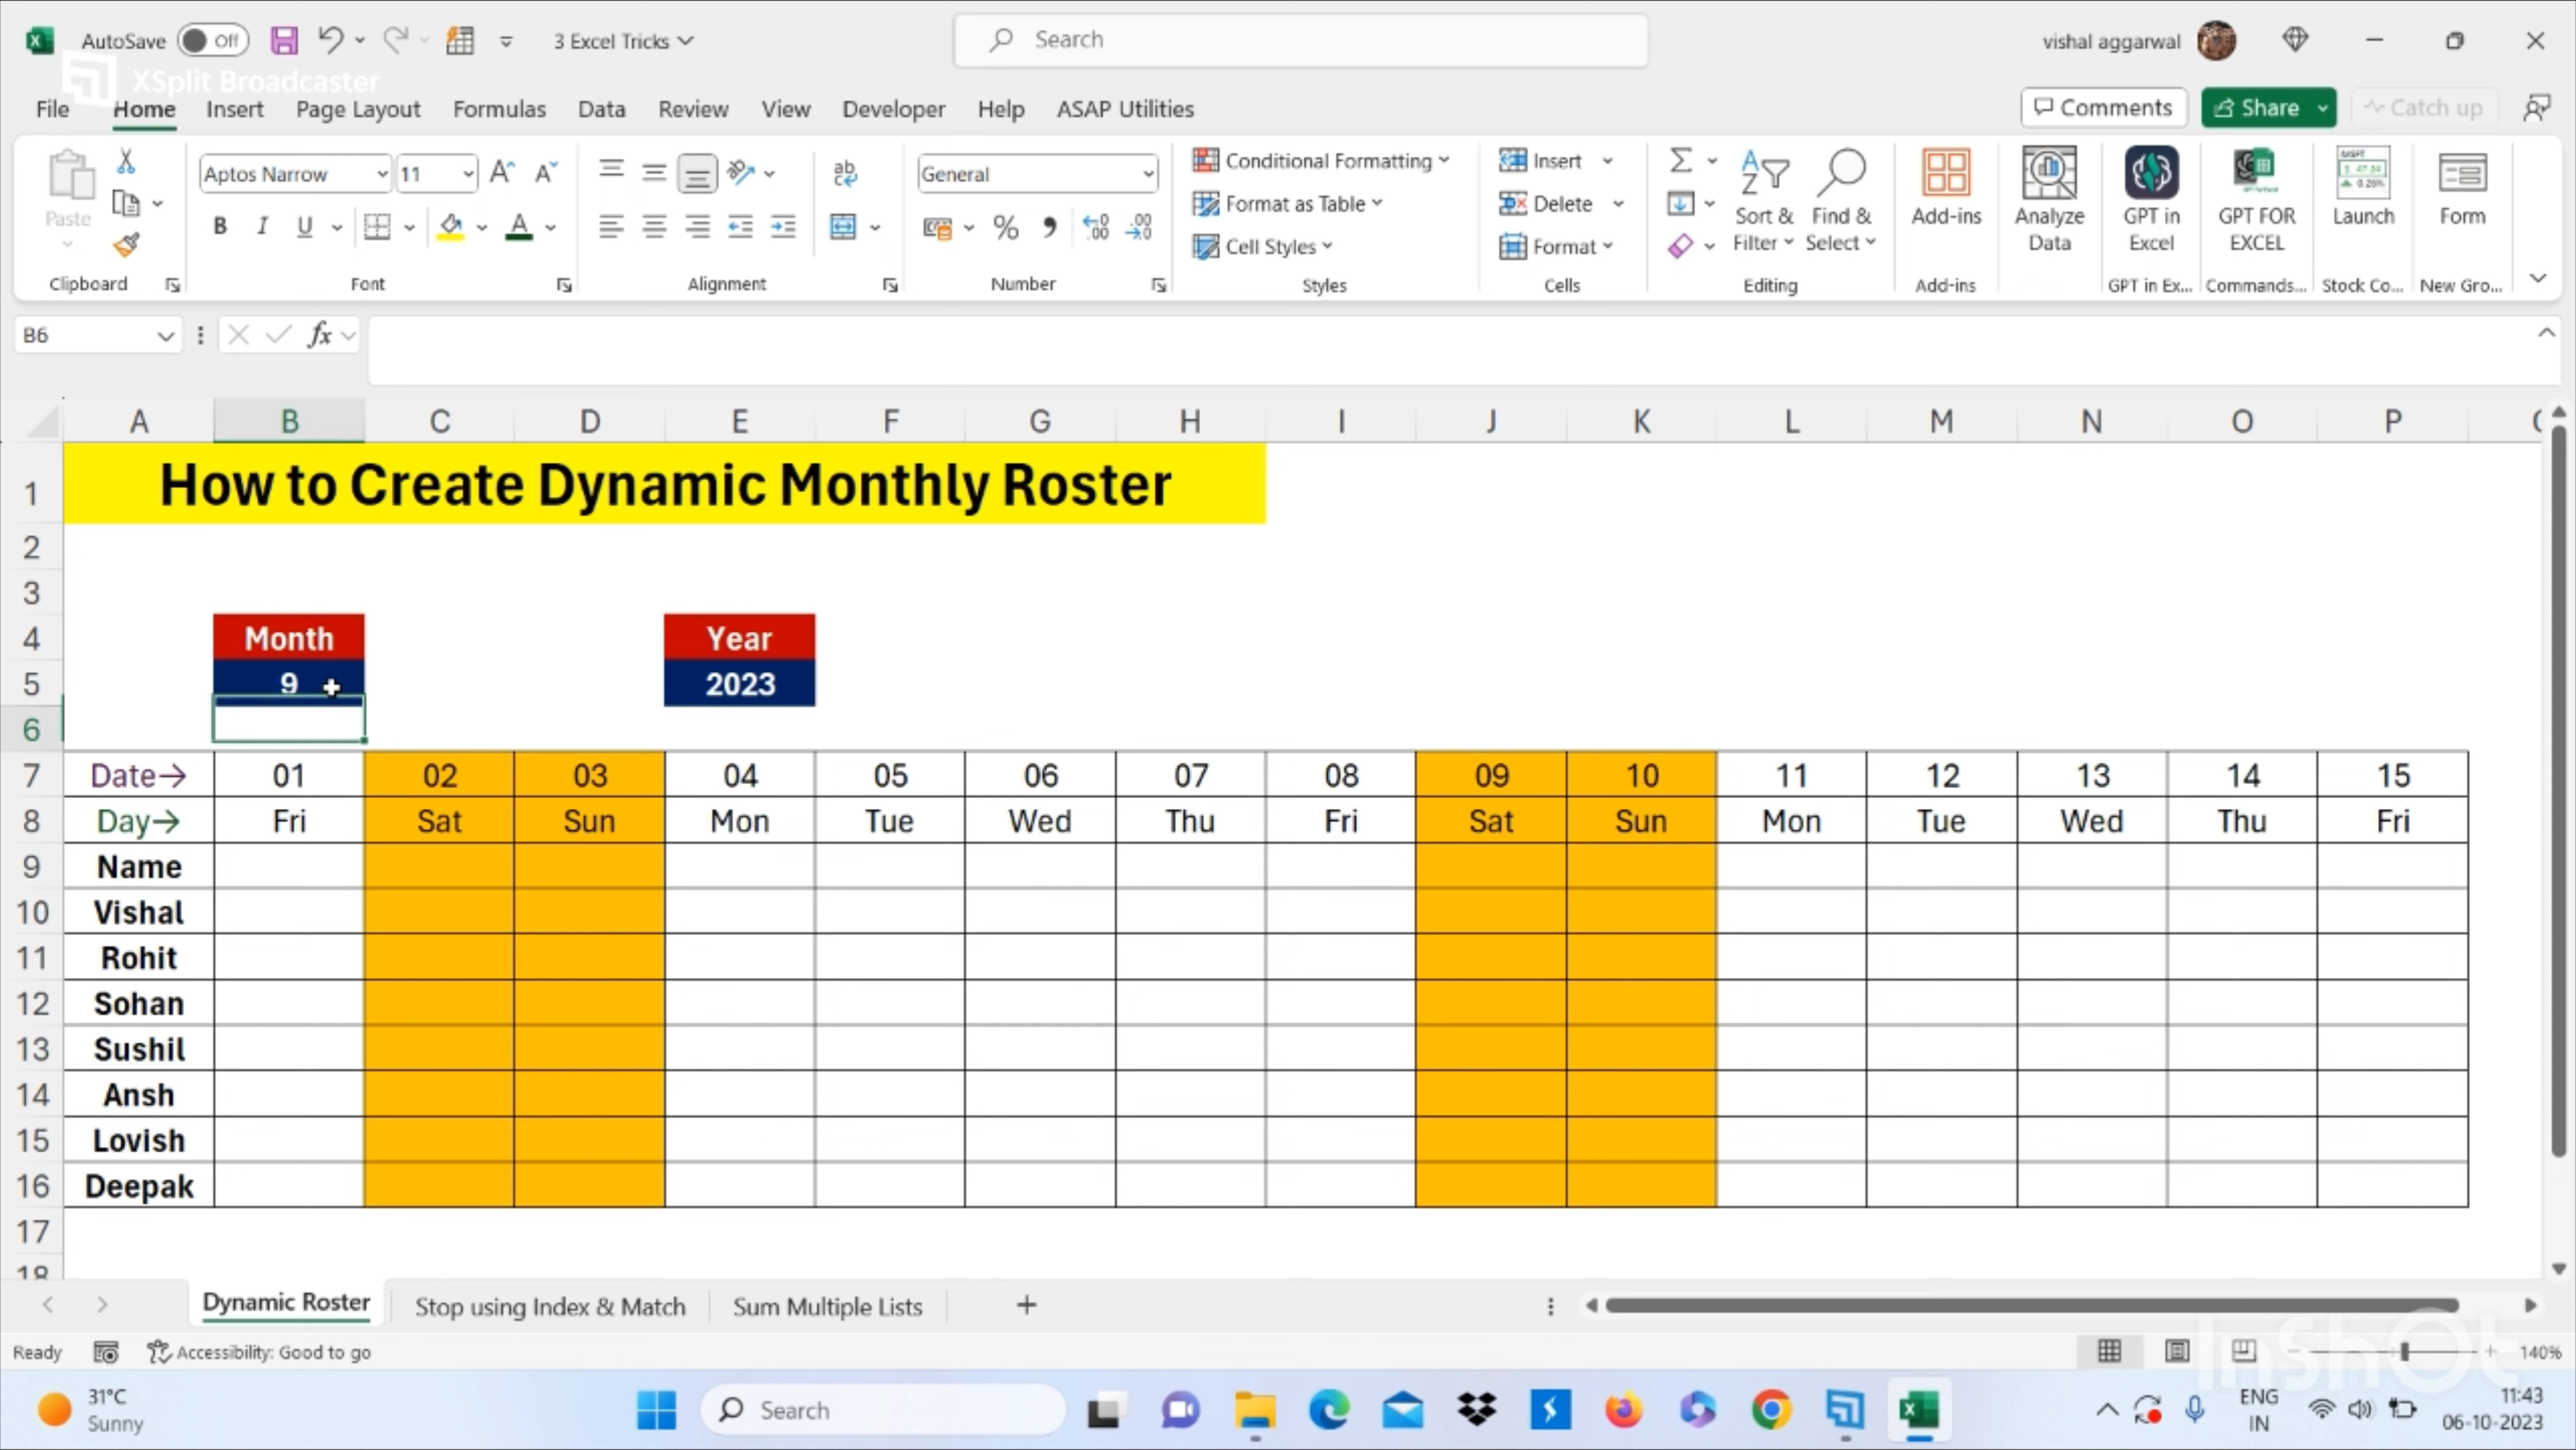 AutoSave Off 3 Excel Tricks Search vishal aggarwal
XSplit Broadcaster
File Home Insert Page Layout Formulas Data Review View Developer Help ASAP Utilities Comments Share Catch up
Paste
Clipboard
Aptos Narrow 11
B I U
Font
ab
Alignment
General
% 9
Number
Conditional Formatting
Format as Table
Cell Styles
Styles
Insert
Delete
Format
Cells
Sort & Filter
Find & Select
Editing
Add-ins
Add-ins
Analyze Data
GPT in Excel
GPT in Ex...
GPT FOR EXCEL
Commands...
MSFT
0.26%
Launch
Stock Co...
Form
New Gro...
B6 fx
A B C D E F G H I J K L M N O P
1 How to Create Dynamic Monthly Roster
2
3
4 Month Year
5 9 2023
6
7 Date→ 01 02 03 04 05 06 07 08 09 10 11 12 13 14 15
8 Day→ Fri Sat Sun Mon Tue Wed Thu Fri Sat Sun Mon Tue Wed Thu Fri
9 Name
10 Vishal
11 Rohit
12 Sohan
13 Sushil
14 Ansh
15 Lovish
16 Deepak
17
18
Dynamic Roster Stop using Index & Match Sum Multiple Lists +
InShOt
Ready Accessibility: Good to go 140%
31°C
Sunny
Search
ENG
IN
11:43
06-10-2023